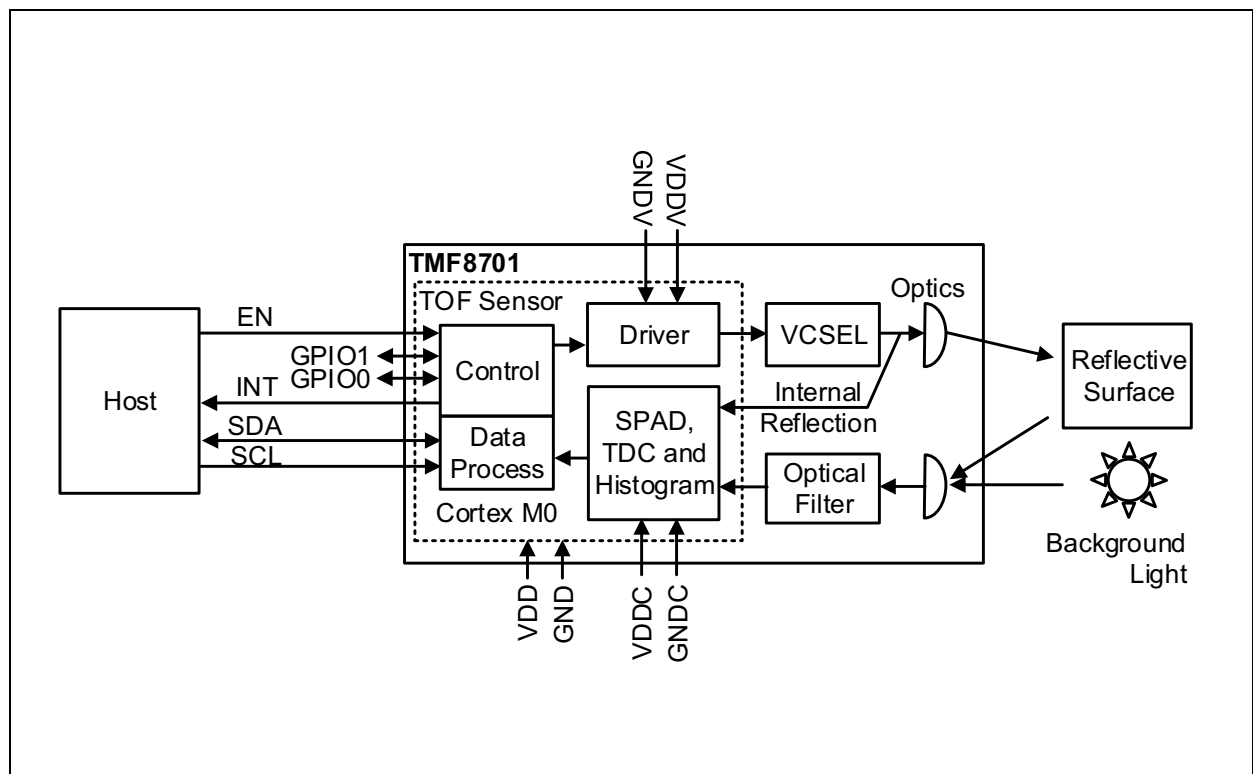 GNDV
VDDV
TMF8701
TOF Sensor
Optics
EN
Driver
VCSEL
GPIO1
GPIO0
Control
Reflective
Surface
Host
INT
Internal
Reflection
SDA
SCL
Data
Process
SPAD,
TDC and
Histogram
Optical
Filter
Cortex M0
Background
Light
VDD
GND
VDDC
GNDC